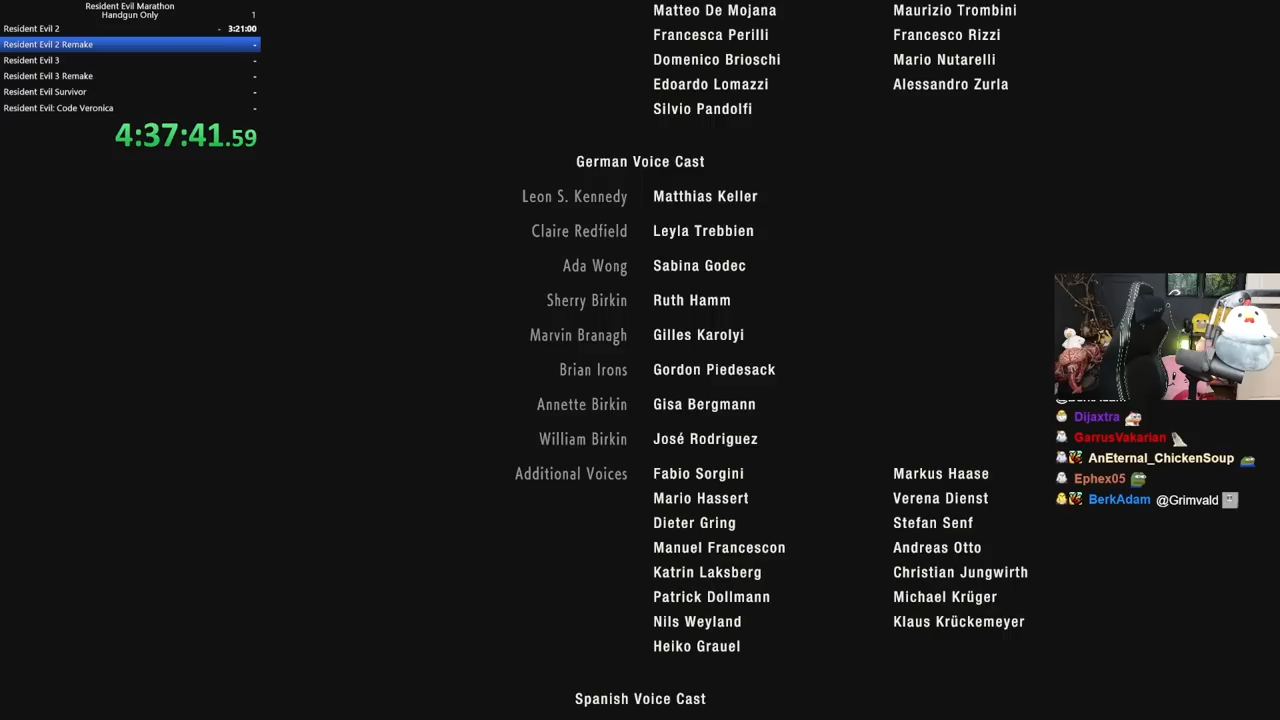 Resident Evil Marathon
Handgun Only
1
Resident Evil 2 - 3:21:00
Resident Evil 2 Remake -
Resident Evil 3 -
Resident Evil 3 Remake -
Resident Evil Survivor -
Resident Evil: Code Veronica -
4:37:41.59
Matteo De Mojana Maurizio Trombini
Francesca Perilli Francesco Rizzi
Domenico Brioschi Mario Nutarelli
Edoardo Lomazzi Alessandro Zurla
Silvio Pandolfi
German Voice Cast
Leon S. Kennedy Matthias Keller
Claire Redfield Leyla Trebbien
Ada Wong Sabina Godec
Sherry Birkin Ruth Hamm
Marvin Branagh Gilles Karolyi
Brian Irons Gordon Piedesack
Annette Birkin Gisa Bergmann
William Birkin José Rodriguez
Additional Voices Fabio Sorgini Markus Haase
Mario Hassert Verena Dienst
Dieter Gring Stefan Senf
Manuel Francescon Andreas Otto
Katrin Laksberg Christian Jungwirth
Patrick Dollmann Michael Krüger
Nils Weyland Klaus Krückemeyer
Heiko Grauel
Spanish Voice Cast
Dijaxtra
GarrusVakarian
AnEternal_ChickenSoup
Ephex05
BerkAdam @Grimvald